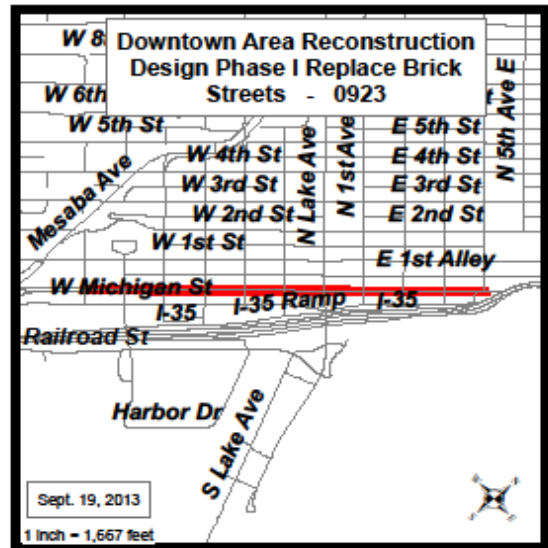 W 8
Downtown Area Reconstruction
Design Phase I Replace Brick
Streets - 0923
W 6th
W 5th St
E 5th St
N 5th Ave E
Mesaba Ave
W 4th St
N Lake Ave
N 1st Ave
E 4th St
W 3rd St
E 3rd St
W 2nd St
E 2nd St
W 1st St
E 1st Alley
W Michigan St
I-35
I-35 Ramp
I-35
Railroad St
Harbor Dr
S Lake Ave
Sept. 19, 2013
1 inch = 1,667 feet